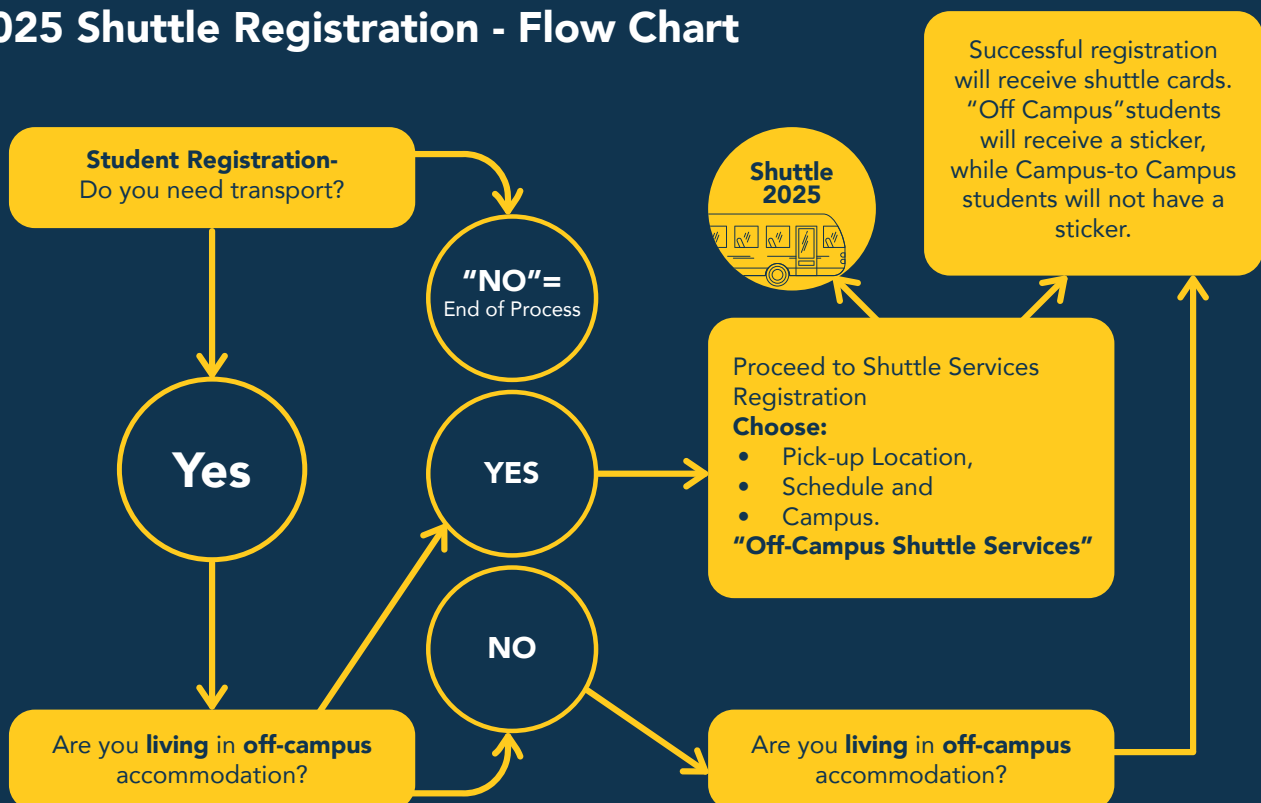 025 Shuttle Registration - Flow Chart
Successful registration
will receive shuttle cards.
“Off Campus”students
will receive a sticker,
while Campus-to Campus
students will not have a
sticker.
Student Registration-
Do you need transport?
Shuttle
2025
“NO”=
End of Process
Yes
YES
Proceed to Shuttle Services
Registration
Choose:
• Pick-up Location,
• Schedule and
• Campus.
“Off-Campus Shuttle Services”
NO
Are you living in off-campus
accommodation?
Are you living in off-campus
accommodation?